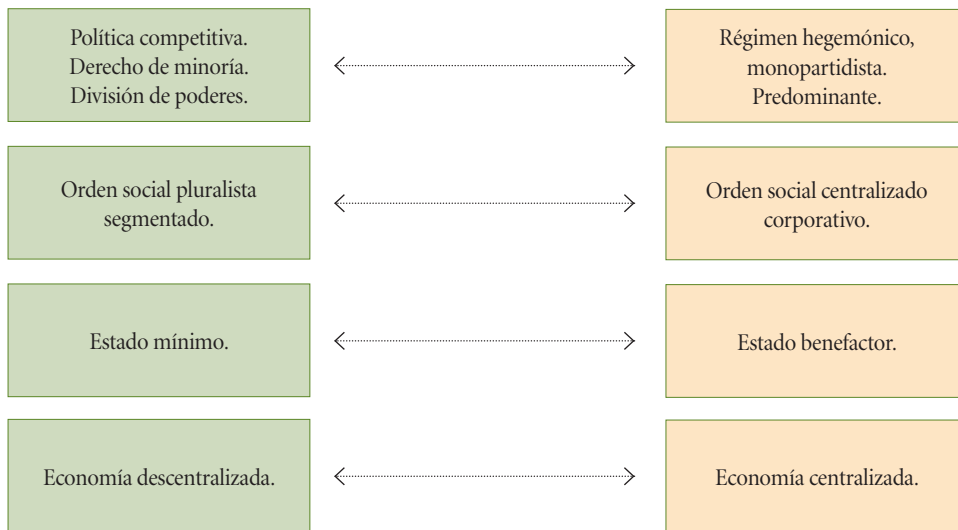 Política competitiva.
Derecho de minoría.
División de poderes.
Régimen hegemónico,
monopartidista.
Predominante.
Orden social pluralista
segmentado.
Orden social centralizado
corporativo.
Estado mínimo.
Estado benefactor.
Economía descentralizada.
Economía centralizada.